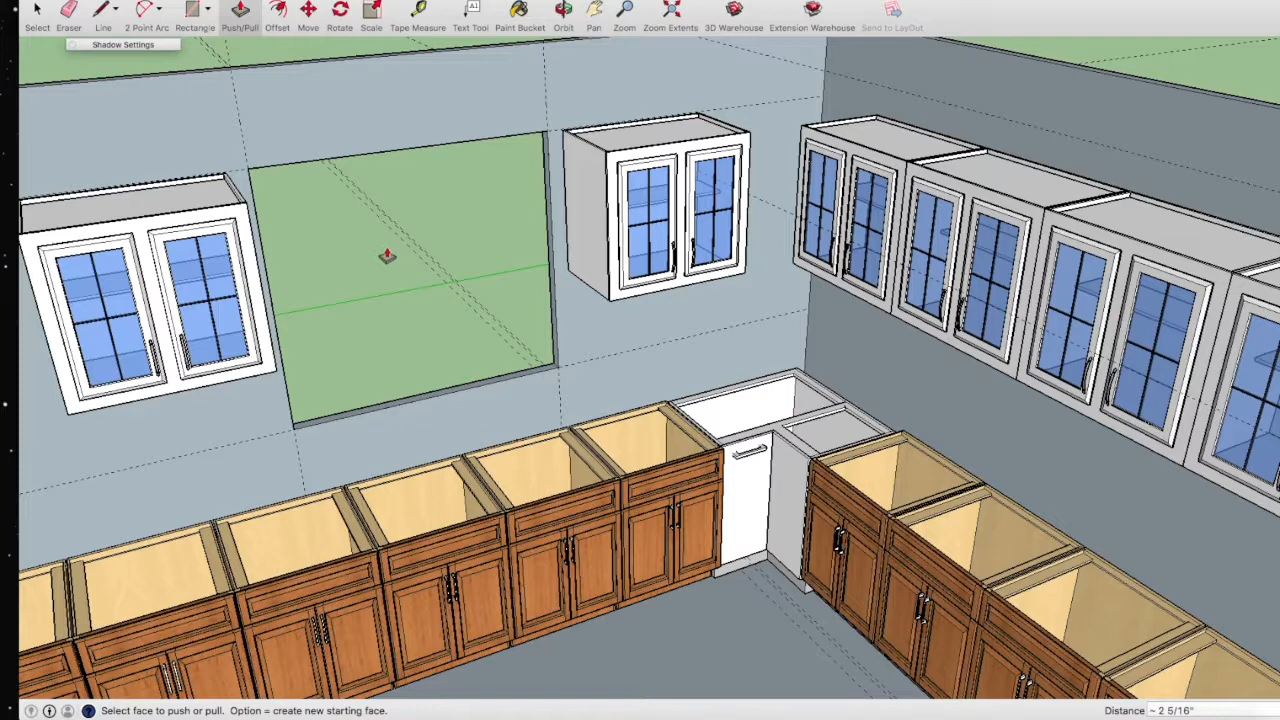 Select Eraser Line 2 Point Arc Rectangle Push/Pull Offset Move Rotate Scale Tape Measure Text Tool Paint Bucket Orbit Pan Zoom Zoom Extents 3D Warehouse Extension Warehouse Send to LayOut
Shadow Settings
Select face to push or pull. Option = create new starting face.
Distance ~ 2 5/16"